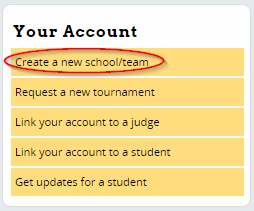 Your Account
Create a new school/team
Request a new tournament
Link your account to a judge
Link your account to a student
Get updates for a student